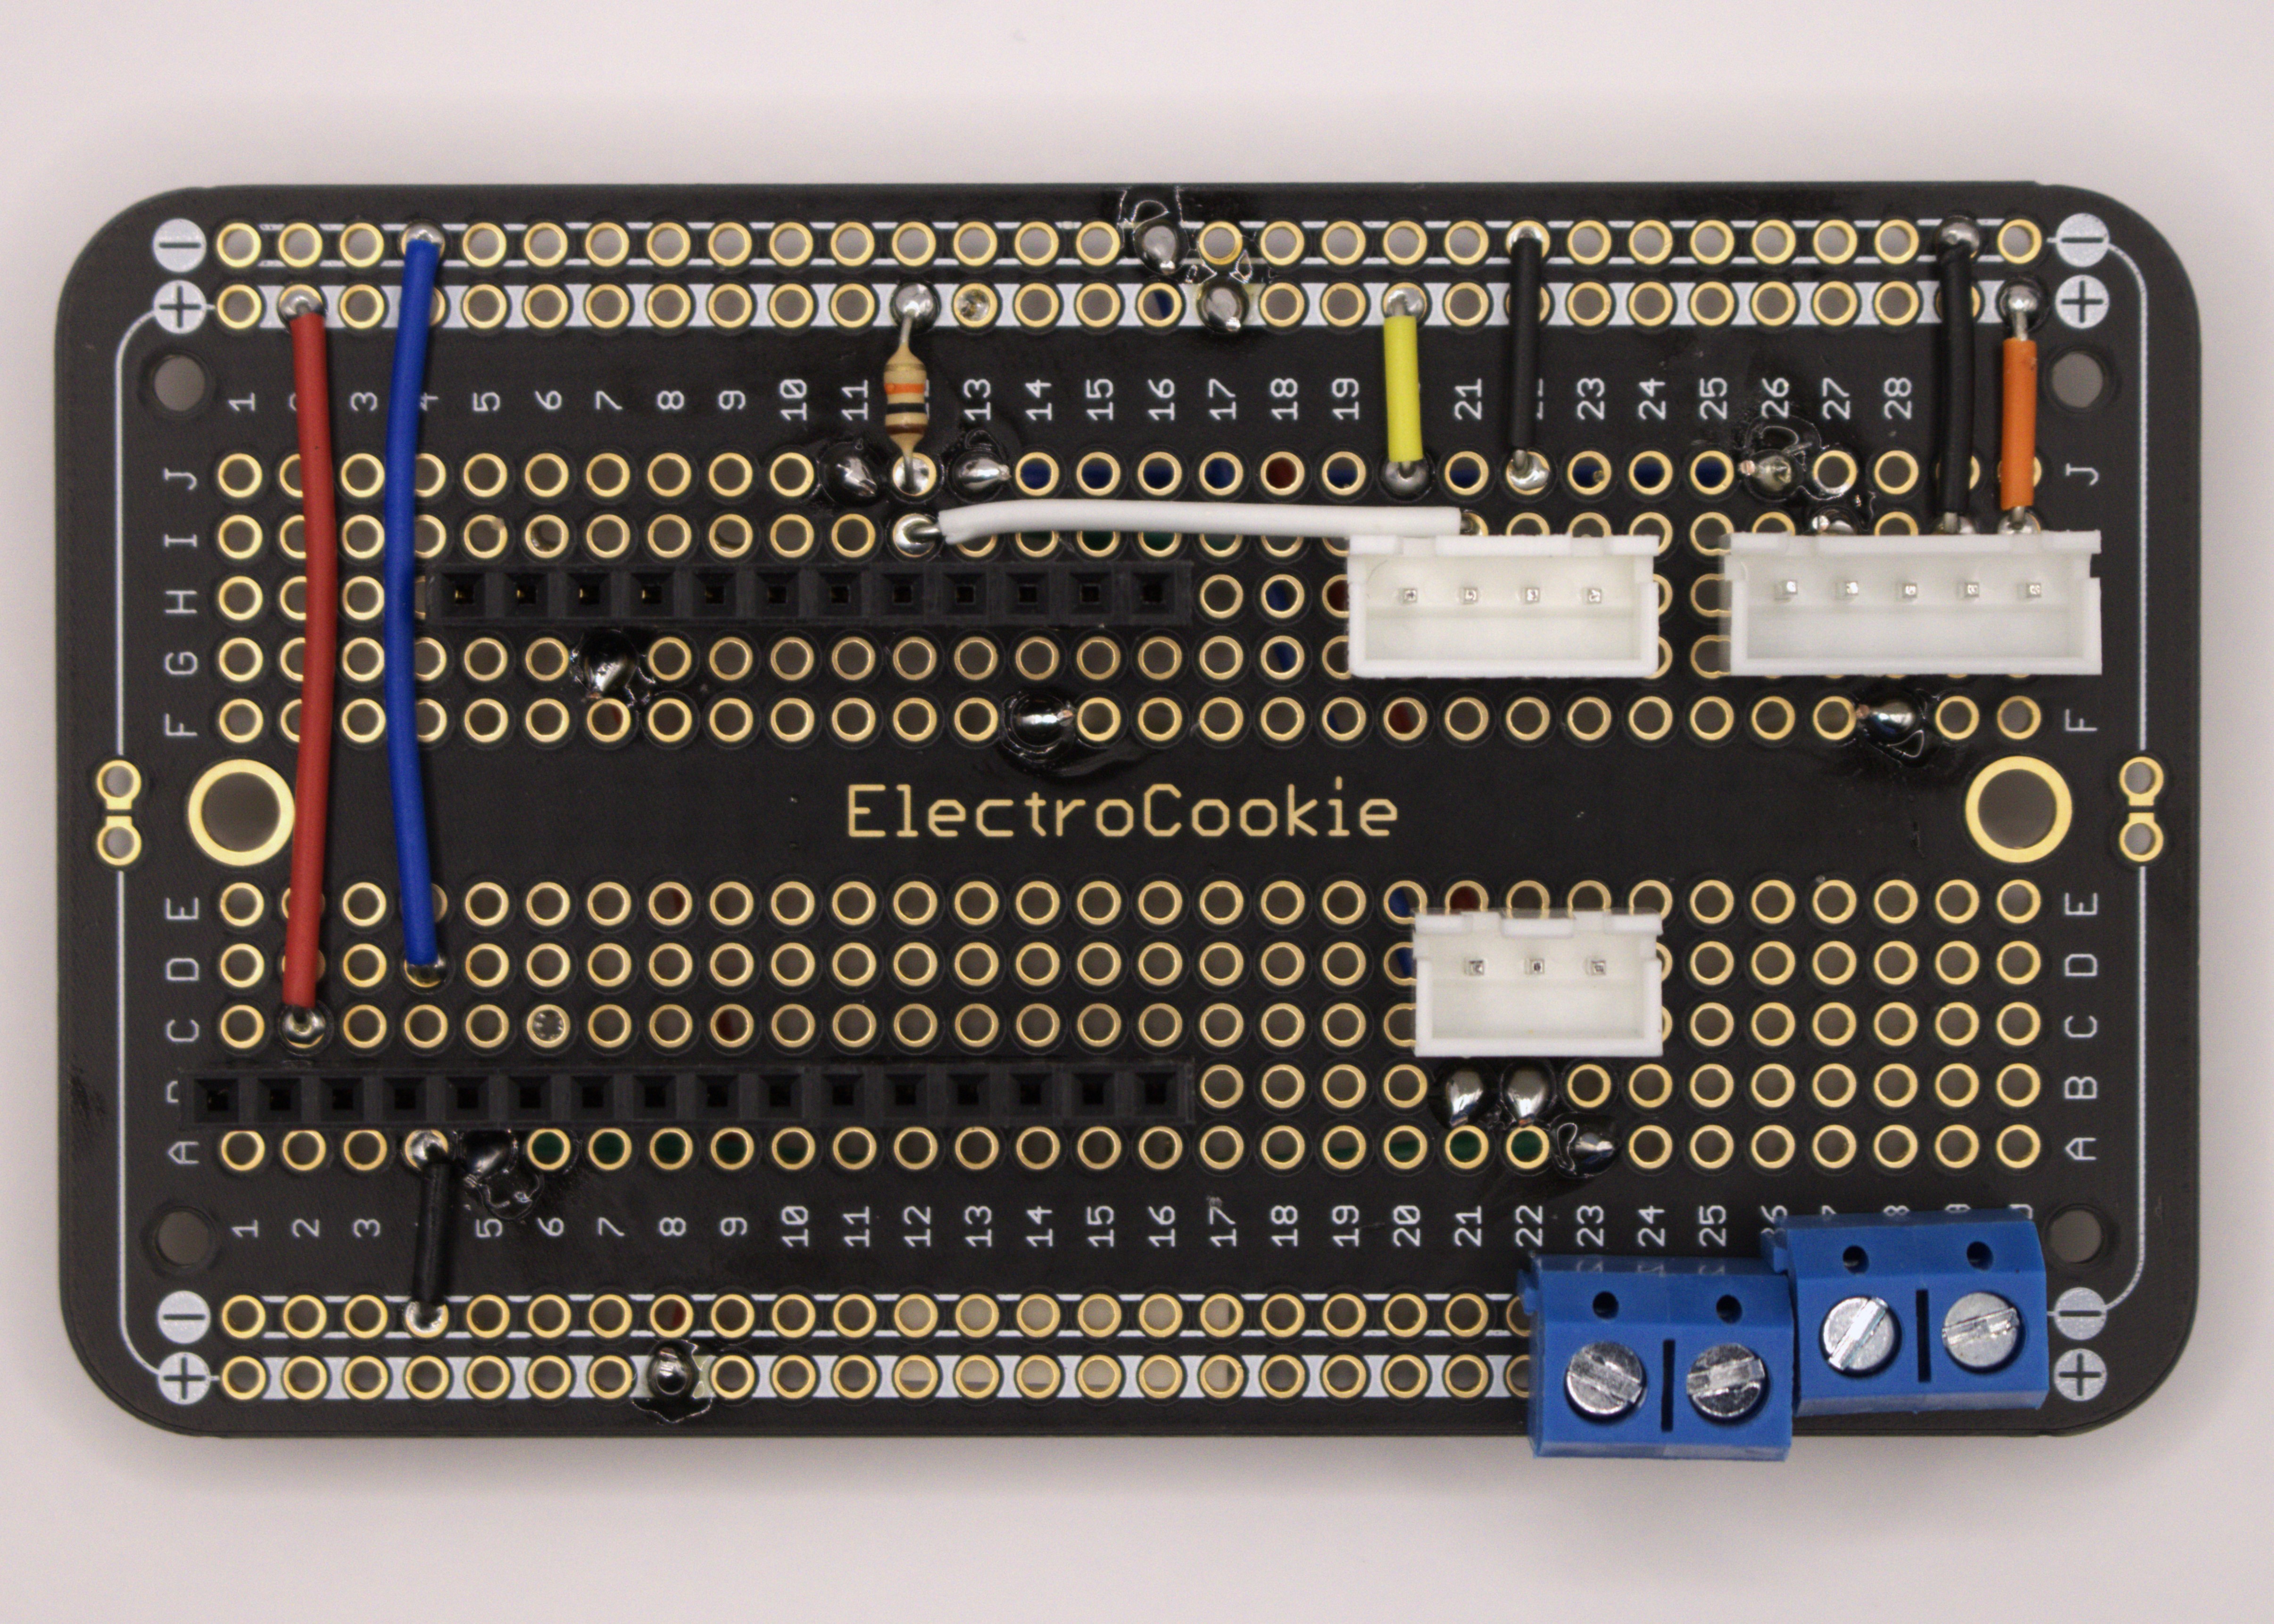 − −
+ +
1 3 4 5 6 7 8 9 10 11 13 14 15 16 17 18 19 21 23 24 25 26 27 28
J J
I
H
G
F F
ElectroCookie
E E
D D
C C
B
A A
1 2 3 5 6 7 8 9 10 11 12 13 14 15 16 17 18 19 20 21 22 23 24 25
− −
+ +